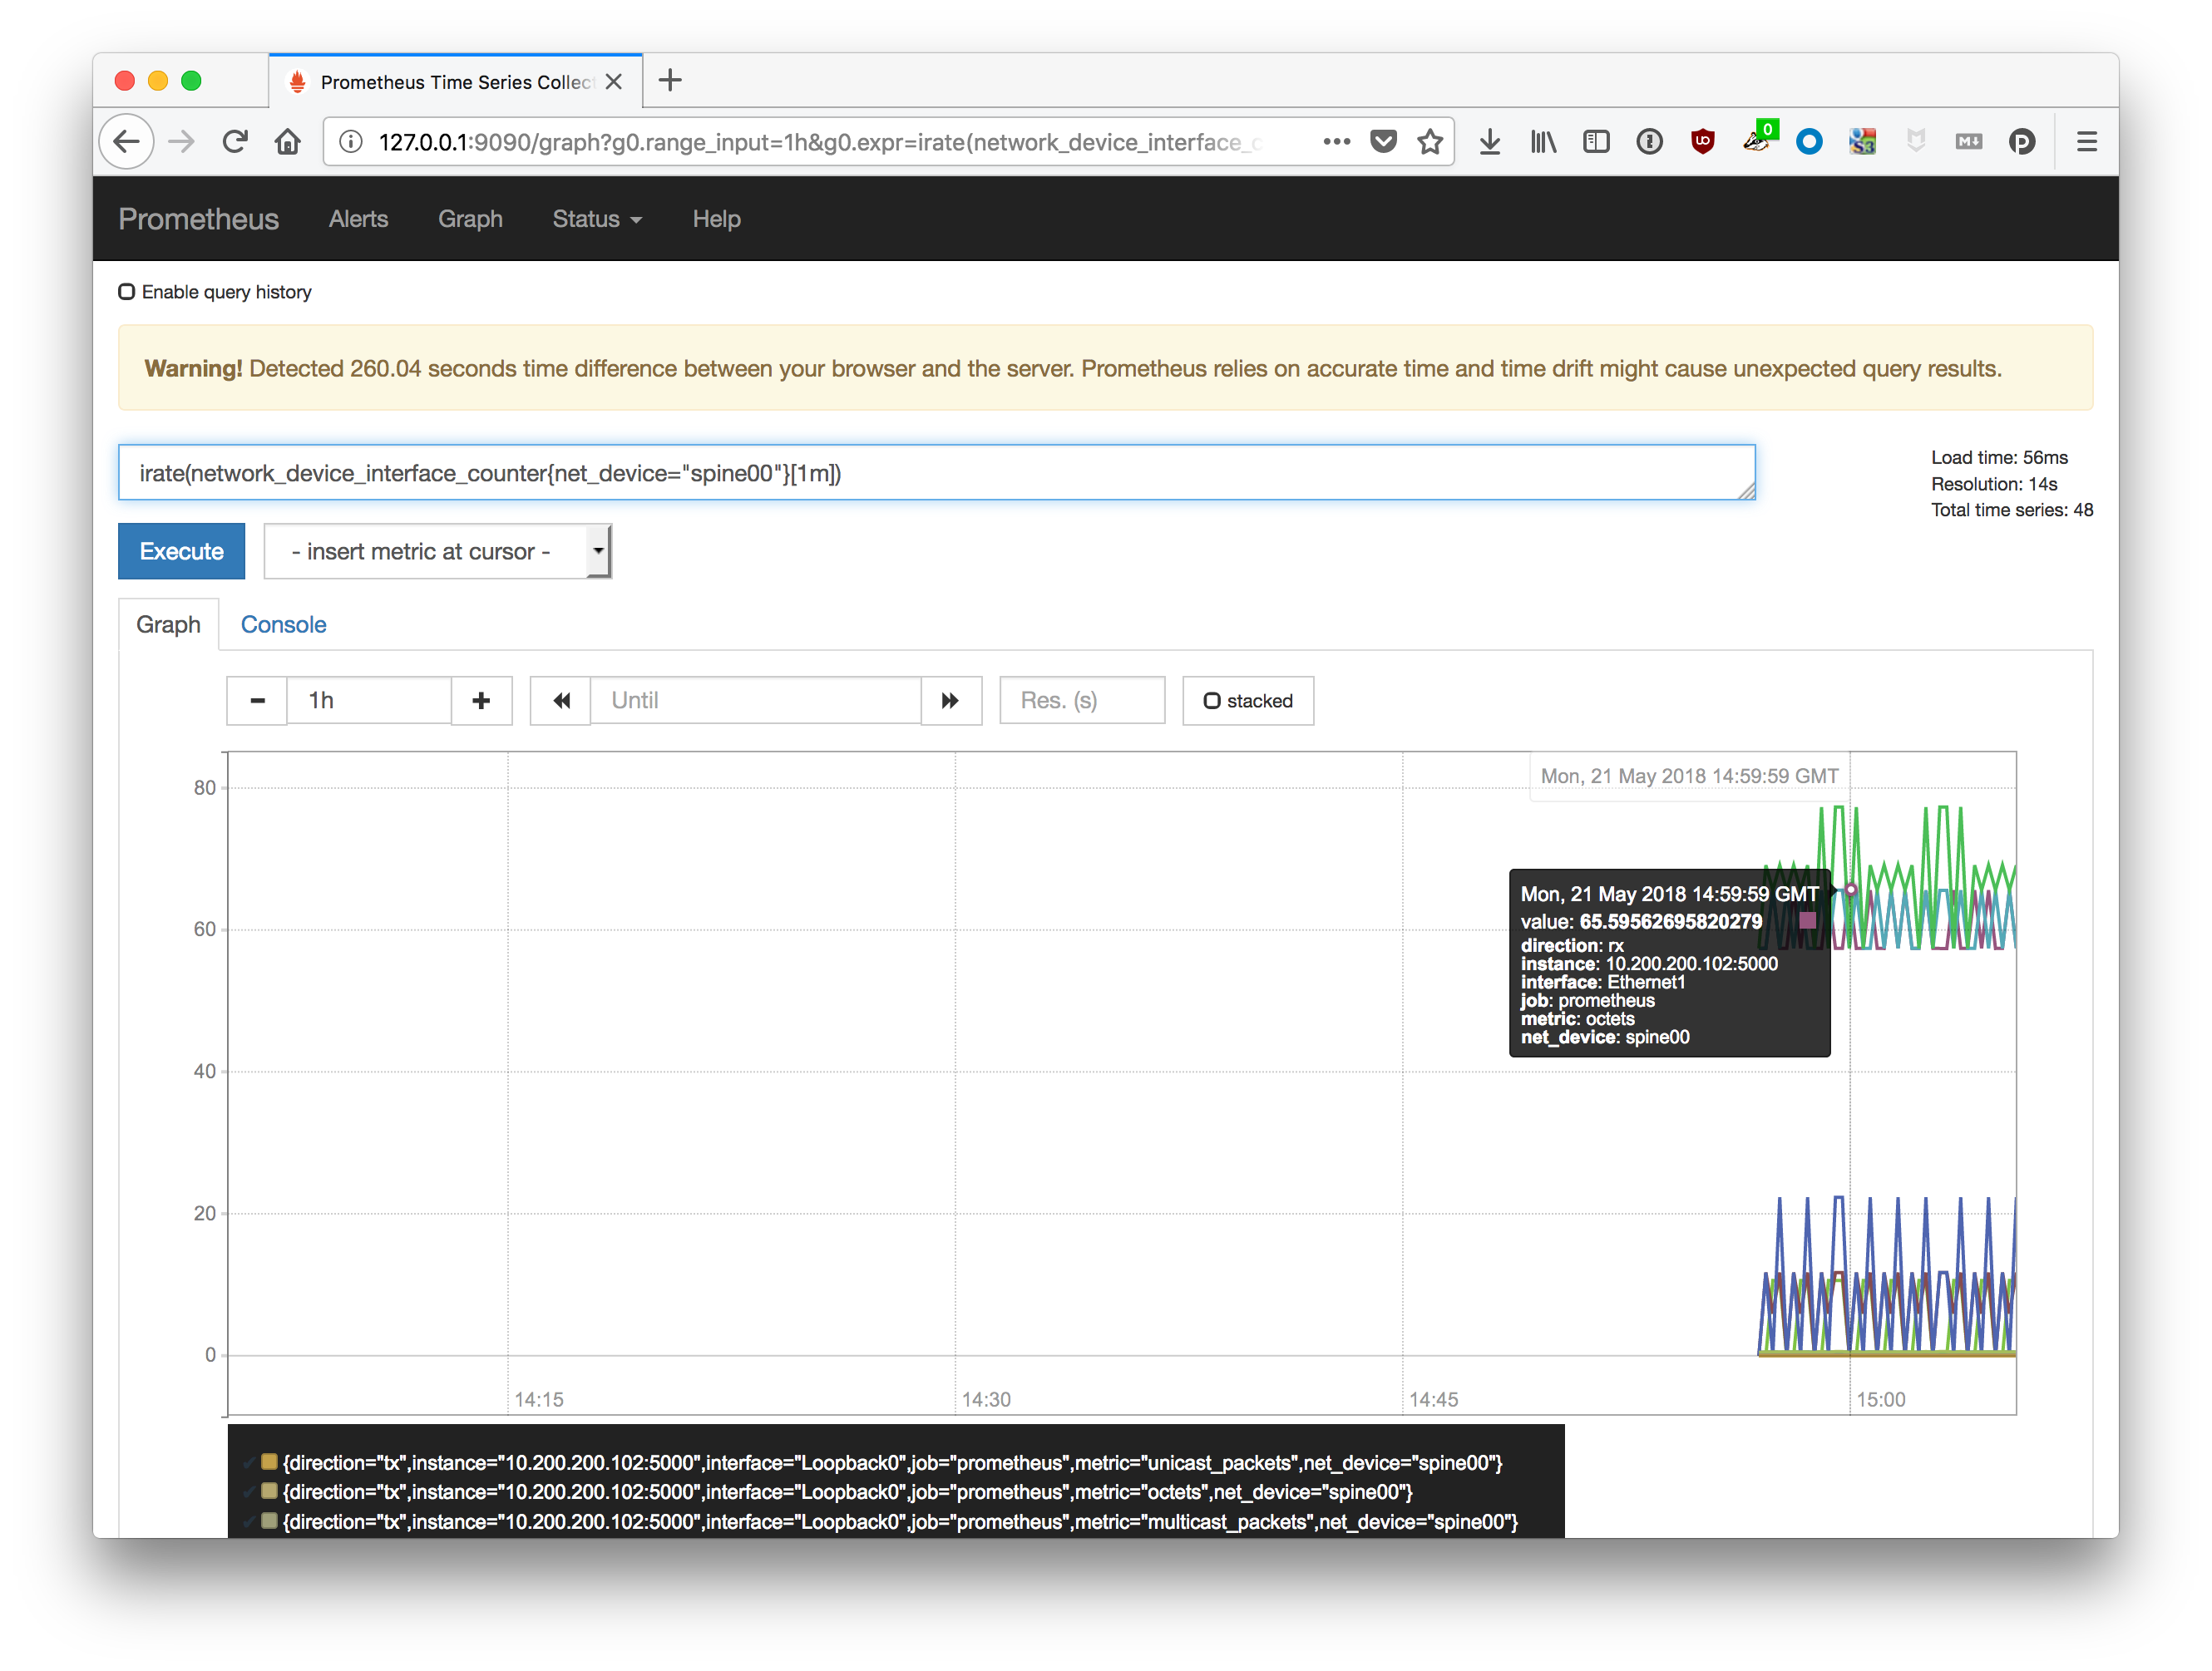 Prometheus Time Series Collec
127.0.0.1:9090/graph?g0.range_input=1h&g0.expr=irate(network_device_interface_c
0
Prometheus Alerts Graph Status Help
Enable query history
Warning! Detected 260.04 seconds time difference between your browser and the server. Prometheus relies on accurate time and time drift might cause unexpected query results.
irate(network_device_interface_counter{net_device="spine00"}[1m])
Load time: 56ms
Resolution: 14s
Total time series: 48
Execute - insert metric at cursor -
Graph Console
1h Until Res. (s) stacked
Mon, 21 May 2018 14:59:59 GMT
80
60
40
20
0
Mon, 21 May 2018 14:59:59 GMT
value: 65.59562695820279
direction: rx
instance: 10.200.200.102:5000
interface: Ethernet1
job: prometheus
metric: octets
net_device: spine00
14:15 14:30 14:45 15:00
{direction="tx",instance="10.200.200.102:5000",interface="Loopback0",job="prometheus",metric="unicast_packets",net_device="spine00"}
{direction="tx",instance="10.200.200.102:5000",interface="Loopback0",job="prometheus",metric="octets",net_device="spine00"}
{direction="tx",instance="10.200.200.102:5000",interface="Loopback0",job="prometheus",metric="multicast_packets",net_device="spine00"}